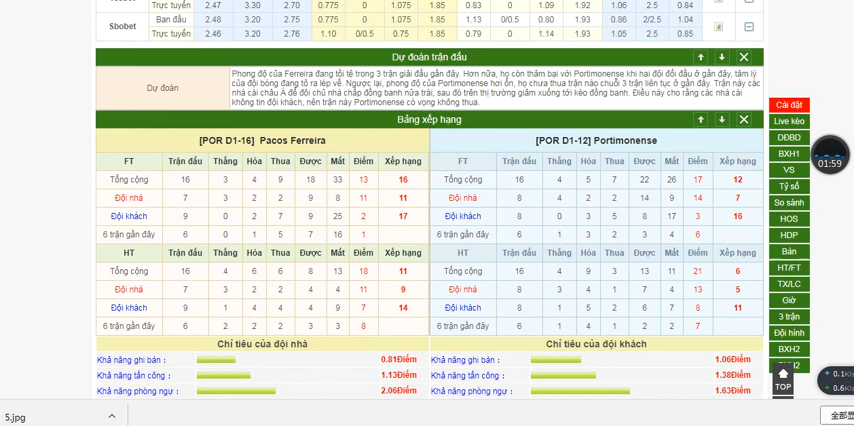 Trực tuyến 2.47 3.30 2.70 0.775 0 1.075 1.85 0.83 0 1.09 1.92 1.06 2.5 0.84
Sbobet Ban đầu 2.48 3.20 2.75 0.775 0 1.075 1.85 1.13 0/0.5 0.80 1.93 0.86 2/2.5 1.04
Trực tuyến 2.46 3.20 2.76 1.10 0/0.5 0.75 1.85 0.79 0 1.14 1.93 1.05 2.5 0.85
Dự đoán trận đấu
Dự đoán
Phong độ của Ferreira đang tồi tệ trong 3 trận giải đấu gần đây. Hơn nữa, họ còn thảm bại với Portimonense khi hai đội đối đầu ở gần đây, tâm lý
của đội bóng đang tỏ ra lép vế. Ngược lại, phong độ của Portimonense hơi ổn, họ chưa thua trận nào chuỗi 3 trận liên tục ở gần đây. Trận này các
nhà cái châu Á để đội chủ nhà chấp đồng banh nửa trái, sau đó trên thị trường giảm xuống tới kèo đồng banh. Điều này cho rằng các nhà cái
không tin đội khách, nên trận này Portimonense có vọng không thua.
Bảng xếp hạng
[POR D1-16] Pacos Ferreira [POR D1-12] Portimonense
FT Trận đấu Thắng Hòa Thua Được Mất Điểm Xếp hạng FT Trận đấu Thắng Hòa Thua Được Mất Điểm Xếp hạng
Tổng cộng 16 3 4 9 18 33 13 16 Tổng cộng 16 4 5 7 22 26 17 12
Đội nhà 7 3 2 2 9 8 11 11 Đội nhà 8 4 2 2 14 9 14 7
Đội khách 9 0 2 7 9 25 2 17 Đội khách 8 0 3 5 8 17 3 16
6 trận gần đây 6 0 1 5 7 16 1 6 trận gần đây 6 1 3 2 3 4 6
HT Trận đấu Thắng Hòa Thua Được Mất Điểm Xếp hạng HT Trận đấu Thắng Hòa Thua Được Mất Điểm Xếp hạng
Tổng cộng 16 4 6 6 8 13 18 11 Tổng cộng 16 4 9 3 13 11 21 6
Đội nhà 7 3 2 2 4 4 11 9 Đội nhà 8 3 4 1 7 4 13 5
Đội khách 9 1 4 4 4 9 7 14 Đội khách 8 1 5 2 6 7 8 11
6 trận gần đây 6 2 2 2 3 3 8 6 trận gần đây 6 1 4 1 2 2 7
Chỉ tiêu của đội nhà Chỉ tiêu của đội khách
Khả năng ghi bán : 0.81Điểm Khả năng ghi bán : 1.06Điểm
Khả năng tấn công : 1.13Điểm Khả năng tấn công : 1.38Điểm
Khả năng phòng ngự : 2.06Điểm Khả năng phòng ngự : 1.63Điểm
Cài đặt
Live kèo
DĐBD
BXH1
VS
Tỷ số
So sánh
HOS
HDP
Bán
HT/FT
TX/LC
Giờ
3 trận
Đội hình
BXH2
TOP
01:59
0.1K/s
0.6K/s
5.jpg
全部显